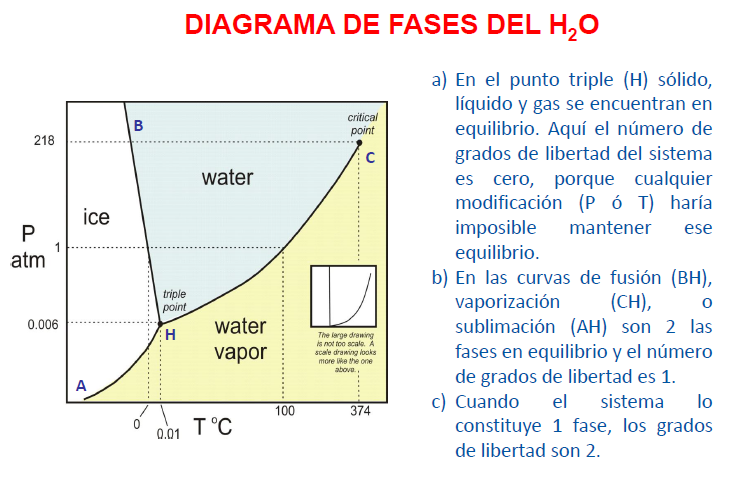 DIAGRAMA DE FASES DEL H₂O
218
P
atm
1
0.006
B
critical
point
C
water
ice
triple
point
H
water
vapor
The large drawing
is not too scale. A
scale drawing looks
more like the one
above.
A
0
0.01
T °C
100
374
a) En el punto triple (H) sólido,
líquido y gas se encuentran en
equilibrio. Aquí el número de
grados de libertad del sistema
es cero, porque cualquier
modificación (P ó T) haría
imposible mantener ese
equilibrio.
b) En las curvas de fusión (BH),
vaporización (CH), o
sublimación (AH) son 2 las
fases en equilibrio y el número
de grados de libertad es 1.
c) Cuando el sistema lo
constituye 1 fase, los grados
de libertad son 2.